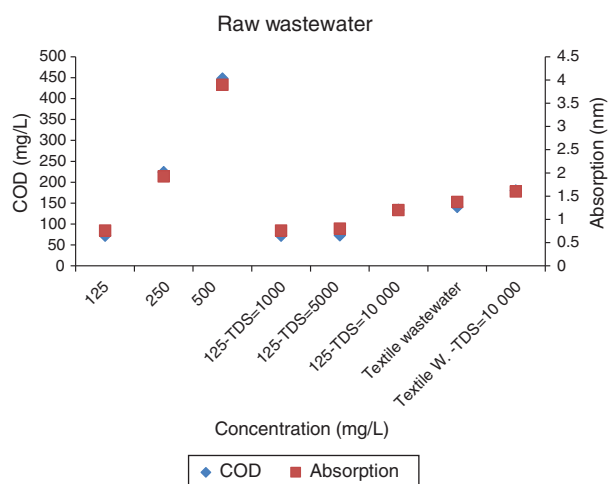 Raw wastewater
COD (mg/L)
500
450
400
350
300
250
200
150
100
50
0
4.5
4
3.5
3
2.5
2
1.5
1
0.5
0
Absorption (nm)
125
250
500
125-TDS=1000
125-TDS=5000
125-TDS=10 000
Textile wastewater
Textile W. -TDS=10 000
Concentration (mg/L)
COD Absorption